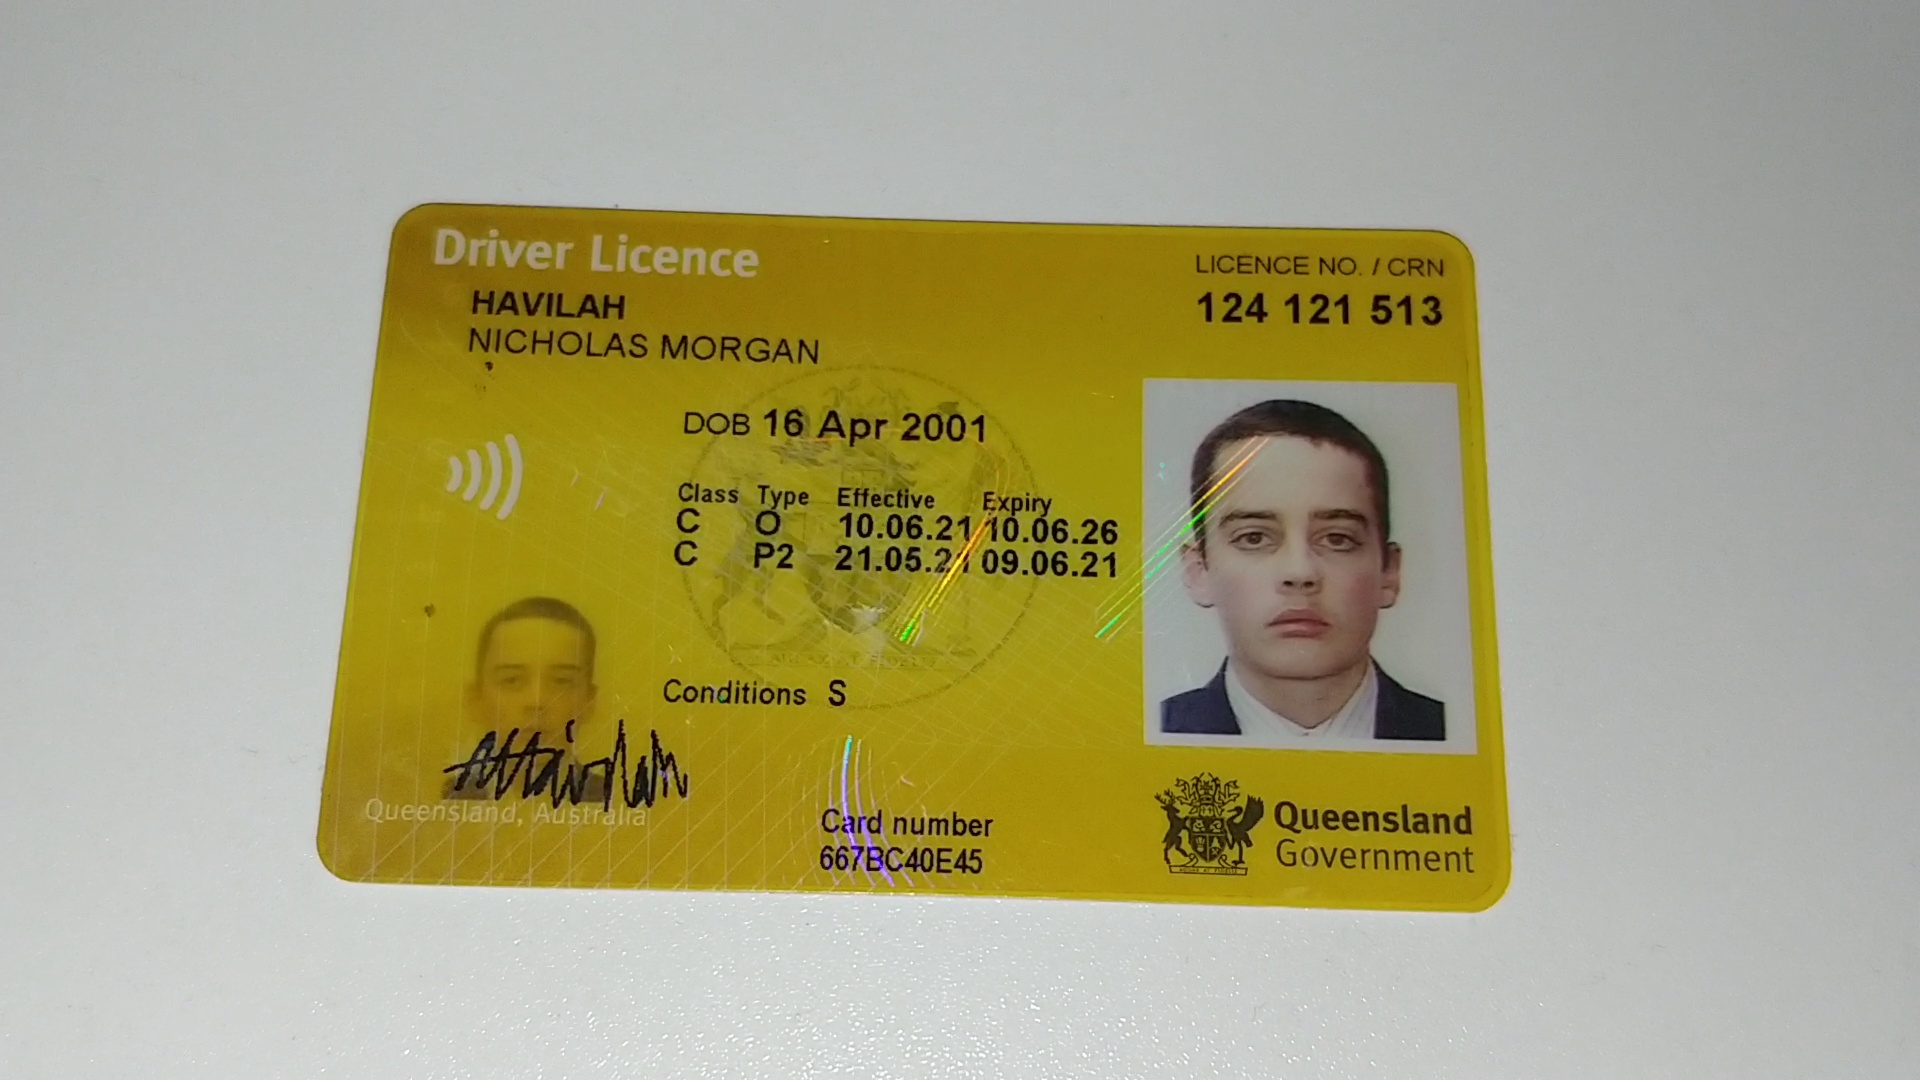 Driver Licence
LICENCE NO. / CRN
HAVILAH
124 121 513
NICHOLAS MORGAN
DOB 16 Apr 2001
Class Type Effective Expiry
C O 10.06.21 10.06.26
C P2 21.05.21 09.06.21
Conditions S
Queensland, Australia
Card number
667BC40E45
Queensland
Government